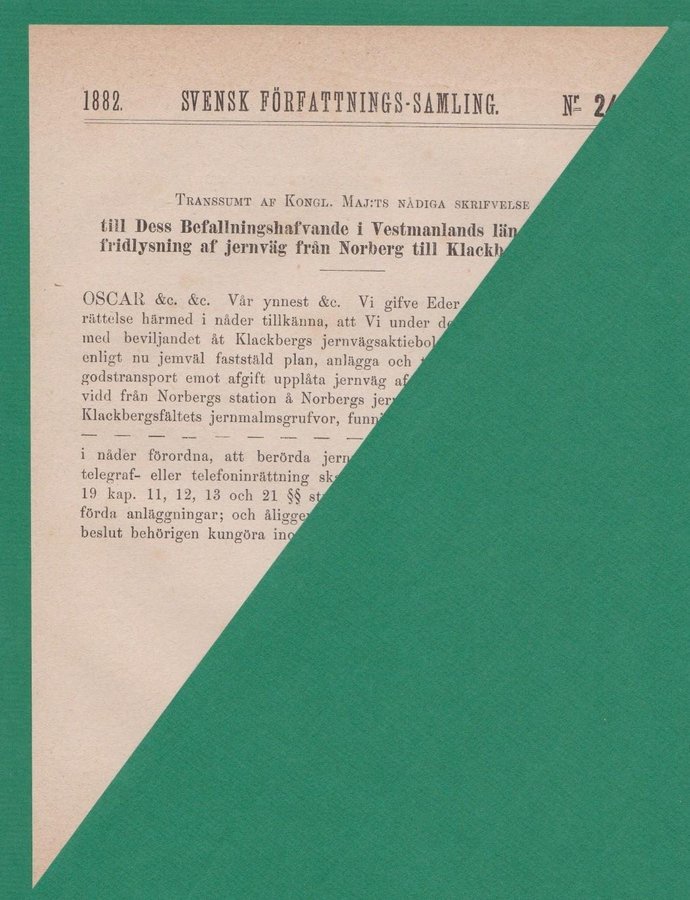 1882. SVENSK FÖRFATTNINGS-SAMLING. Nr 2
TRANSSUMT AF KONGL. MAJ:TS NÅDIGA SKRIFVELSE
till Dess Befallningshafvande i Vestmanlands län
fridlysning af jernväg från Norberg till
OSCAR &c. &c. Vår ynnest &c. Vi gifve Eder
rättelse härmed i nåder tillkänna, att Vi under
med beviljandet åt Klackbergs
enligt nu jemväl faststäld plan, anlägga och
godstransport emot afgift upplåta jernväg
vidd från Norbergs station å Norbergs
Klackbergsfältets jernmalmsgrufvor,
— — — — — — — —
i nåder förordna, att berörda
telegraf- eller telefoninrättning
19 kap. 11, 12, 13 och 21 §§
förda anläggningar; och
beslut behörigen kungöra